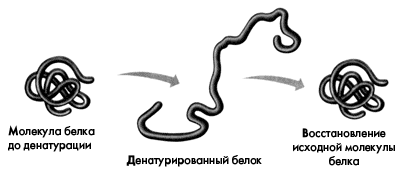 Молекула белка
до денатурации
Денатурированный белок
Восстановление
исходной молекулы
белка